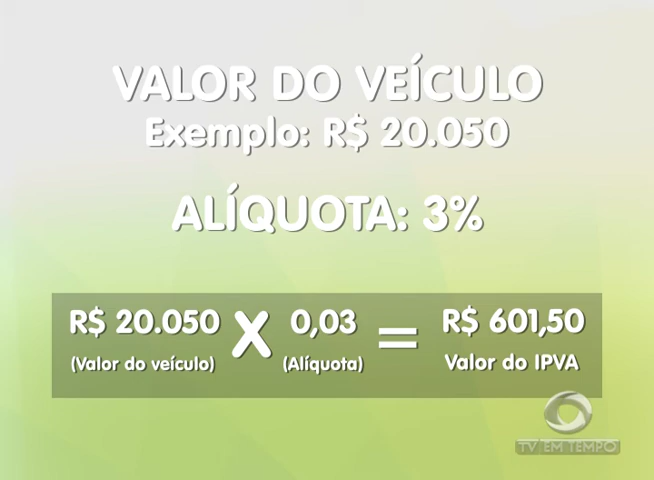 VALOR DO VEÍCULO
Exemplo: R$ 20.050
ALÍQUOTA: 3%
R$ 20.050 X 0,03 = R$ 601,50
(Valor do veículo) (Alíquota) Valor do IPVA
TV EM TEMPO